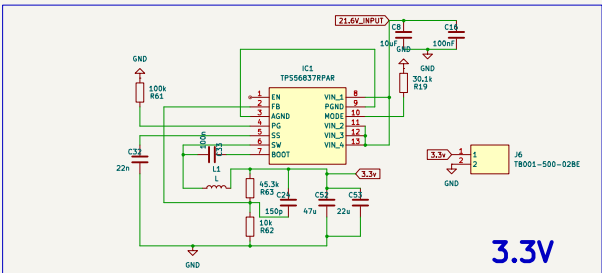 21.6V_INPUT
C8
10uF
C16
100nF
GND
GND
GND
30.1k
R19
100k
R61
IC1
TPS56837RPAR
1 EN
2 FB
3 AGND
4 PG
5 SS
6 SW
7 BOOT
VIN_1 8
PGND 9
MODE 10
VIN_2 11
VIN_3 12
VIN_4 13
C32
22n
100n
C33
L1
L
3.3v
45.3k
R63
C24
150p
C52
47u
C53
22u
10k
R62
GND
3.3v
1
2
GND
1
2
J6
TB001-500-02BE
3.3V